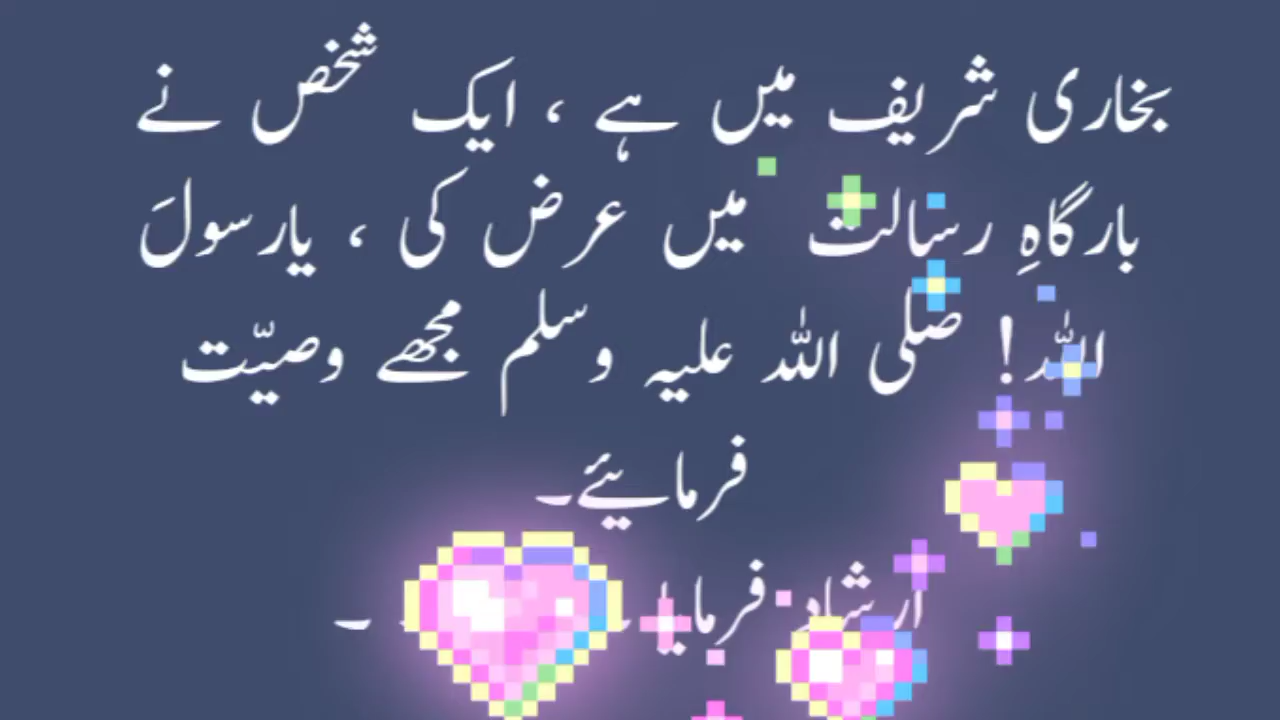 بخاری شریف میں ہے ، ایک شخص نے
بارگاہِ رسالت میں عرض کی ، یارسولَ
اللہ ! صلی اللہ علیہ وسلم مجھے وصیّت
فرمایئے۔
ارشاد فرمایا